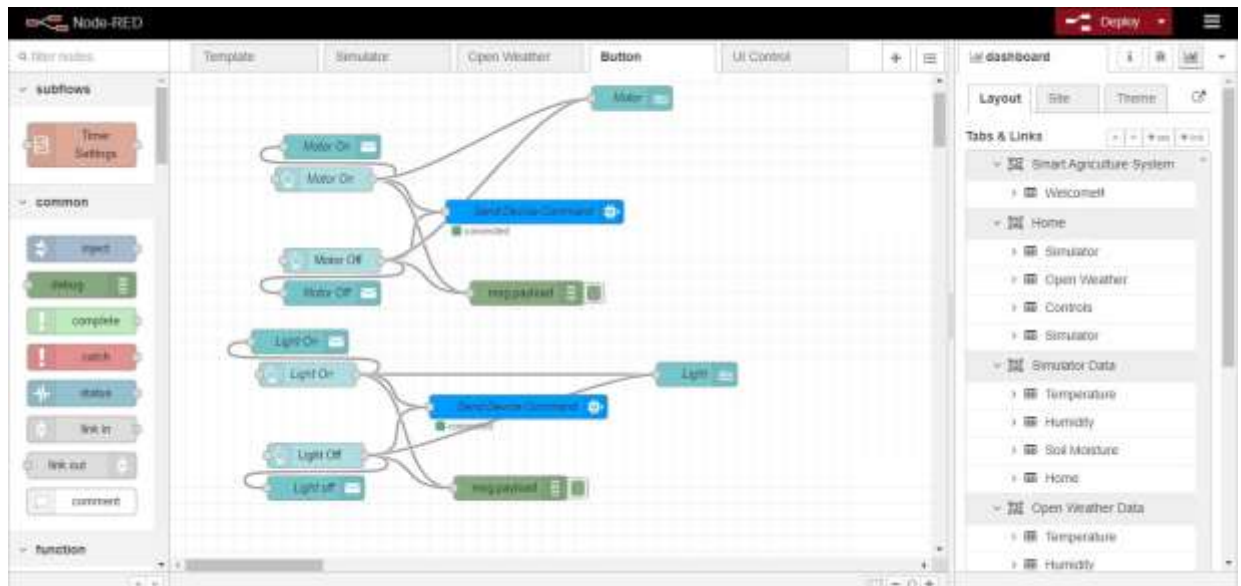 Node-RED
Deploy
filter nodes
Template
Simulator
Open Weather
Button
UI Control
dashboard
i
subflows
Timer
Settings
common
inject
debug
complete
catch
status
link in
link out
comment
function
Motor
Motor On
Motor On
Send Device Command
connected
Motor Off
Motor Off
msg.payload
Light On
Light On
Light
Send Device Command
connected
Light Off
Light off
msg.payload
Layout
Site
Theme
Tabs & Links
Smart Agriculture System
Home
Simulator
Open Weather
Controls
Simulator
Simulator Data
Temperature
Humidity
Soil Moisture
Home
Open Weather Data
Temperature
Humidity